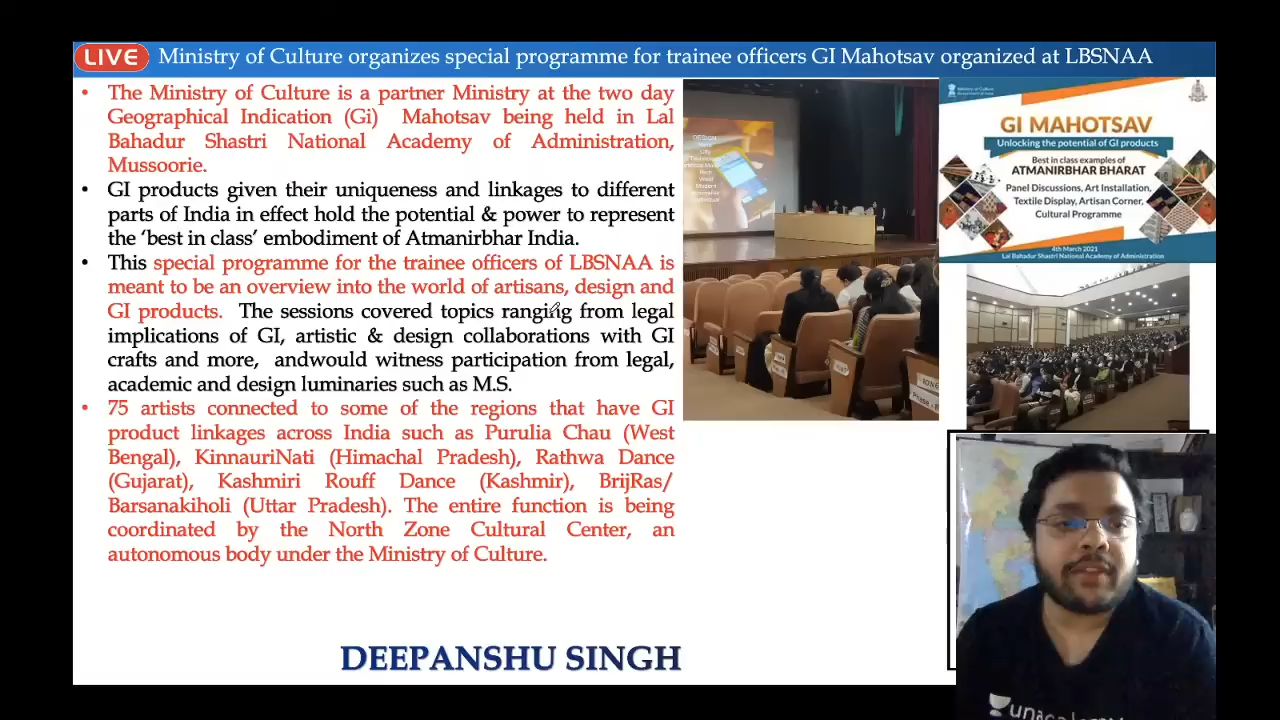 LIVE
Ministry of Culture organizes special programme for trainee officers GI Mahotsav organized at LBSNAA
• The Ministry of Culture is a partner Ministry at the two day
Geographical Indication (Gi) Mahotsav being held in Lal
Bahadur Shastri National Academy of Administration,
Mussoorie.
• GI products given their uniqueness and linkages to different
parts of India in effect hold the potential & power to represent
the ‘best in class’ embodiment of Atmanirbhar India.
• This special programme for the trainee officers of LBSNAA is
meant to be an overview into the world of artisans, design and
GI products. The sessions covered topics ranging from legal
implications of GI, artistic & design collaborations with GI
crafts and more, andwould witness participation from legal,
academic and design luminaries such as M.S.
• 75 artists connected to some of the regions that have GI
product linkages across India such as Purulia Chau (West
Bengal), KinnauriNati (Himachal Pradesh), Rathwa Dance
(Gujarat), Kashmiri Rouff Dance (Kashmir), BrijRas/
Barsanakiholi (Uttar Pradesh). The entire function is being
coordinated by the North Zone Cultural Center, an
autonomous body under the Ministry of Culture.
DEEPANSHU SINGH
DESIGN
Ministry of Culture
GI MAHOTSAV
Unlocking the potential of GI products
Best in class examples of
ATMANIRBHAR BHARAT
Panel Discussions, Art Installation,
Textile Display, Artisan Corner,
Cultural Programme
4th March 2021
Lal Bahadur Shastri National Academy of Administration